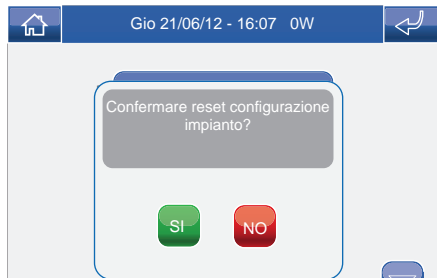 Gio 21/06/12 - 16:07 0W
Confermare reset configurazione
impianto?
SI
NO